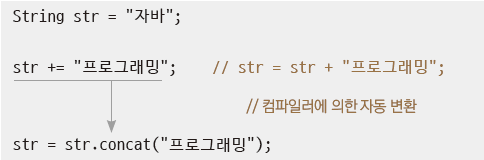 String str = "자바";
str += "프로그래밍";    // str = str + "프로그래밍";
// 컴파일러에 의한 자동 변환
str = str.concat("프로그래밍");